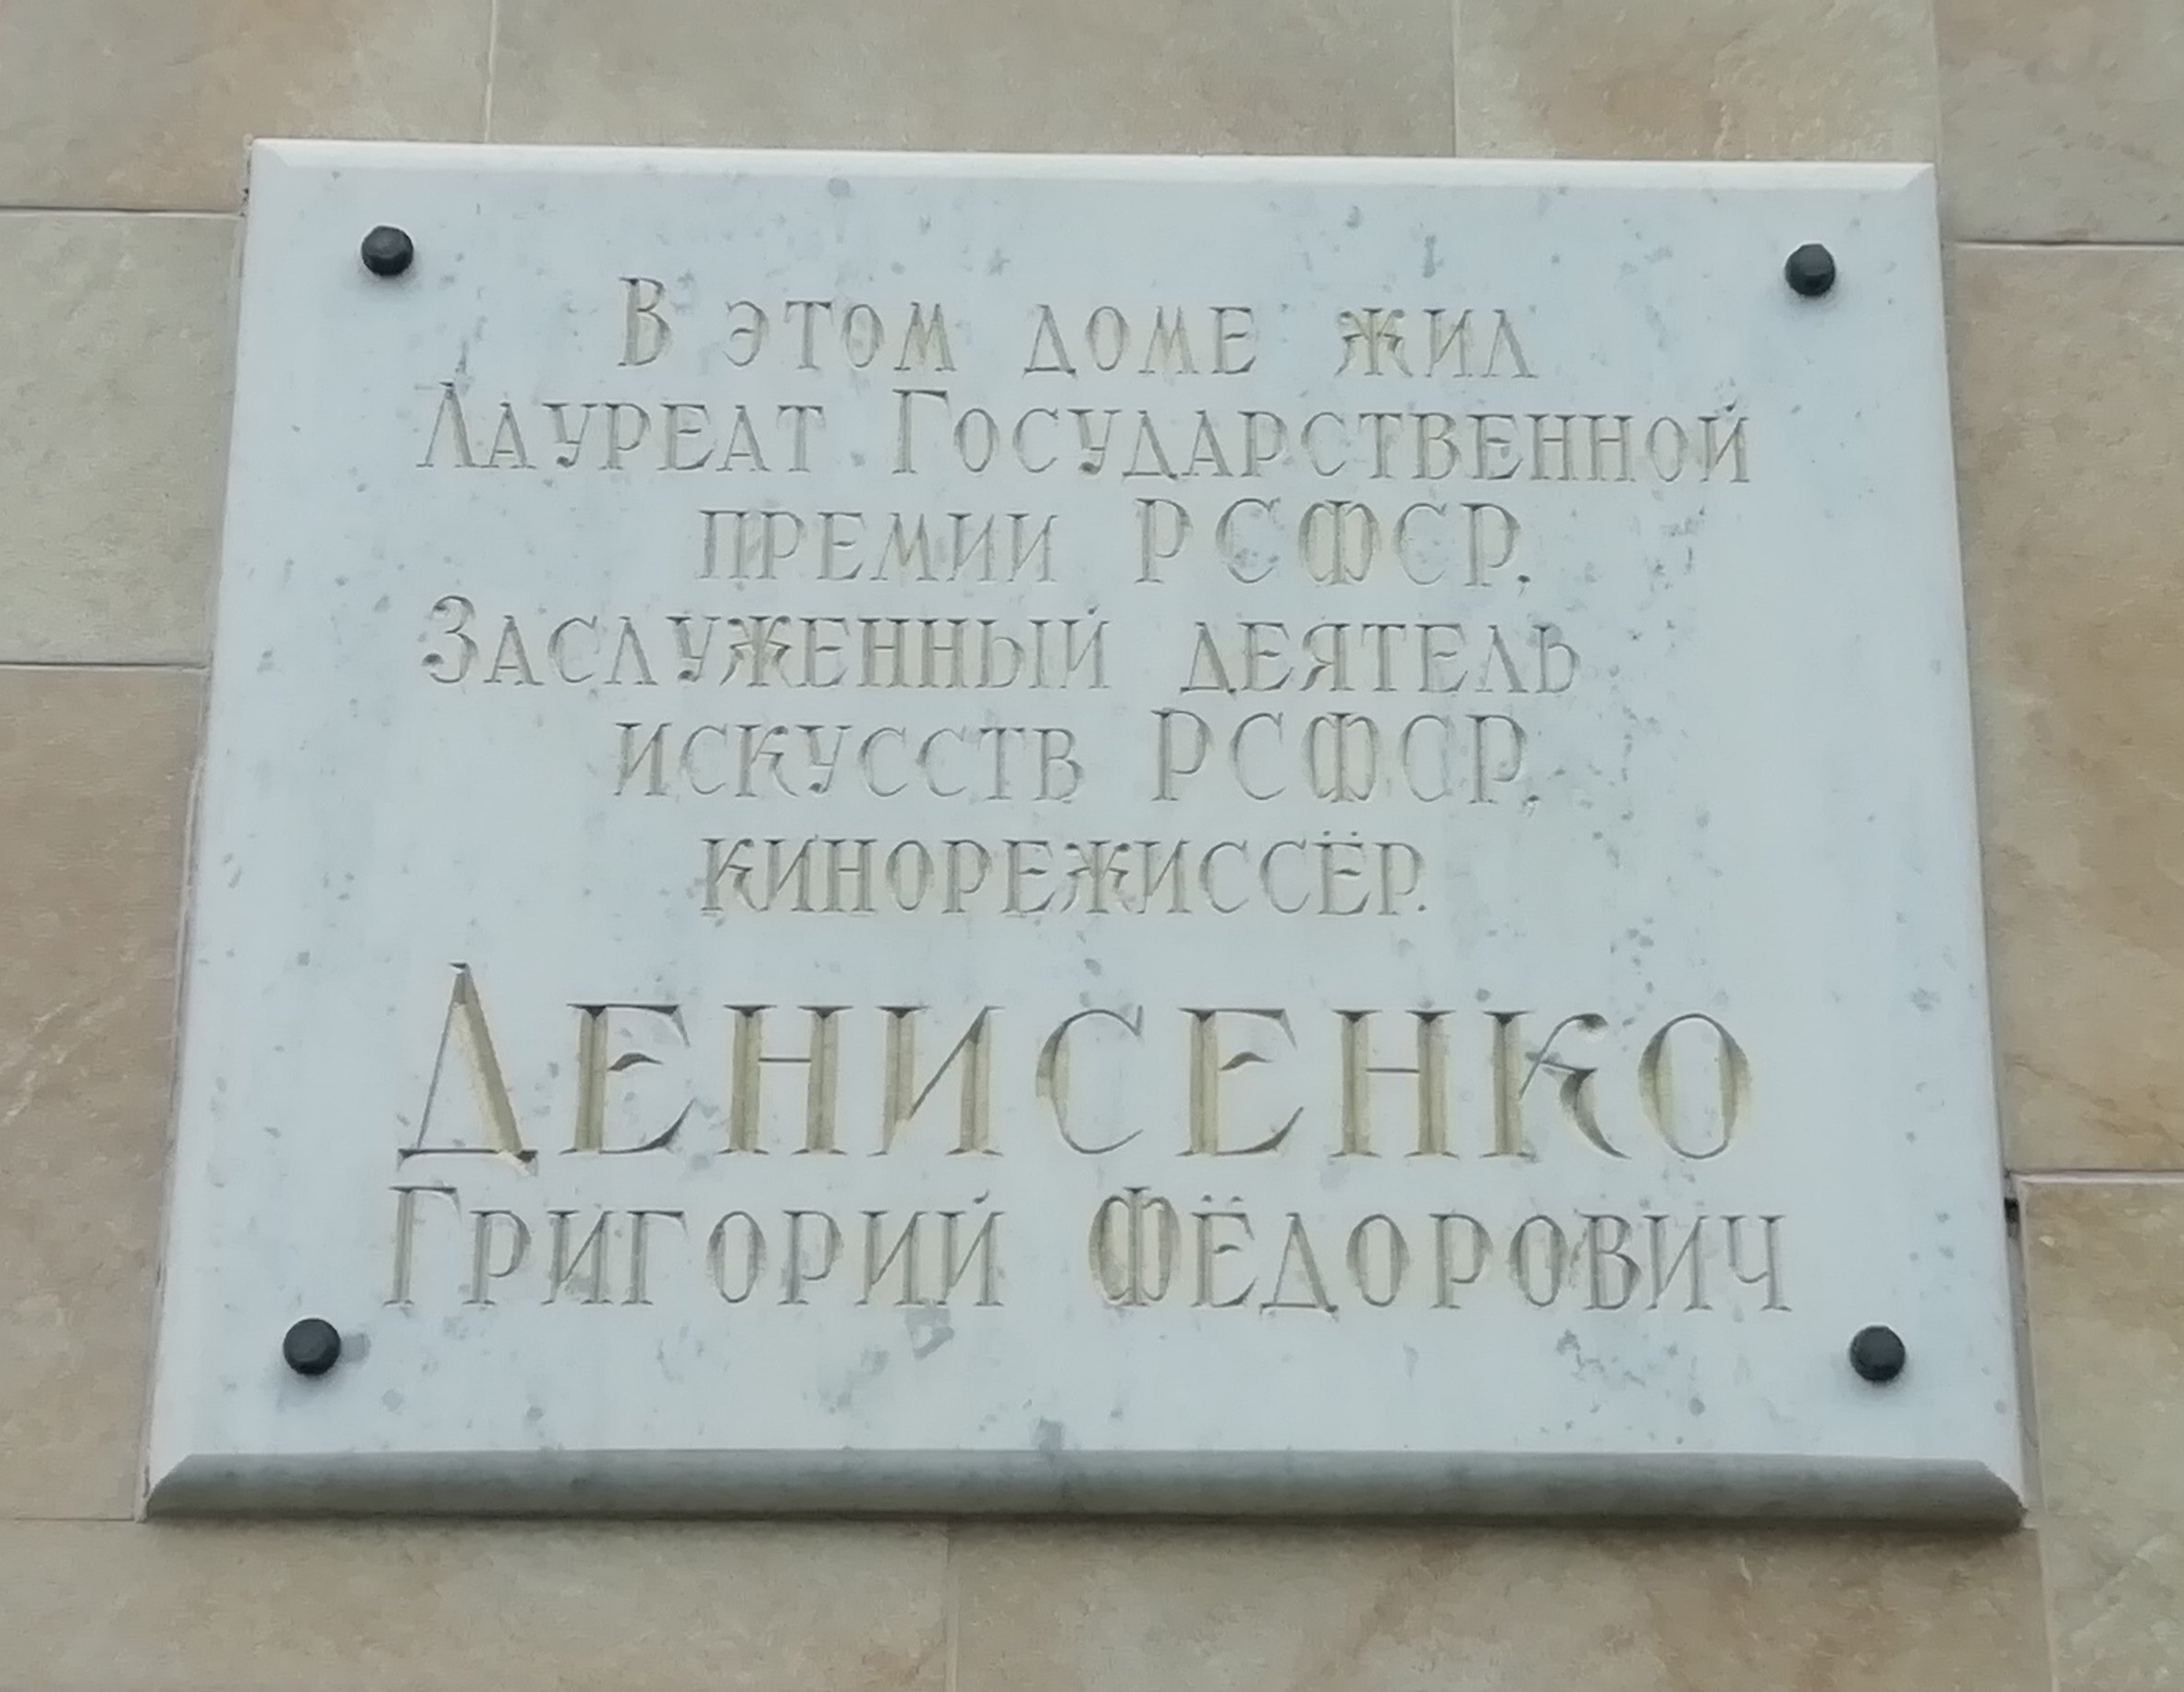 В этом доме жил
Лауреат Государственной
премии РСФСР,
Заслуженный деятель
искусств РСФСР,
кинорежиссёр.
Денисенко
Григорий Фёдорович